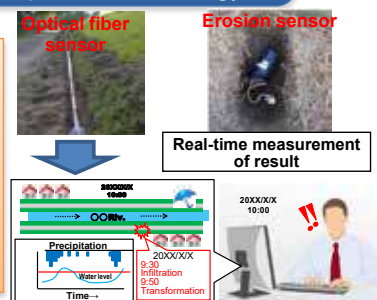 Optical fiber
sensor
Erosion sensor
Real-time measurement
of result
20XX/X/X
10:00
○○Riv.
Precipitation
Water level
Time→
20XX/X/X
9:30
Infiltration
9:50
Transformation
20XX/X/X
10:00
!!